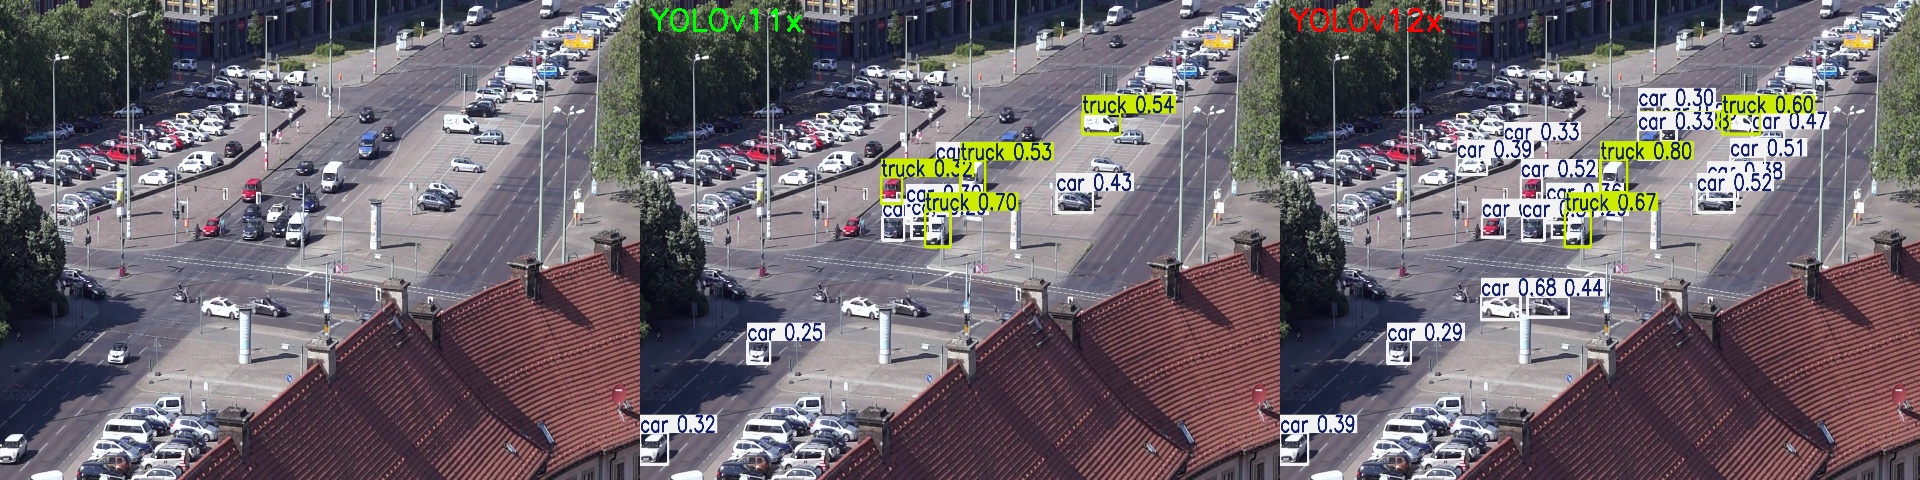 YOLOv11x
truck 0.54
truck 0.53
truck 0.32
car 0.43
truck 0.70
car 0.25
car 0.32
YOLOv12x
car 0.30
truck 0.60
car 0.33
car 0.47
car 0.33
car 0.39
car 0.51
truck 0.80
car 0.52
car 0.52
truck 0.67
car 0.68
0.44
car 0.29
car 0.39